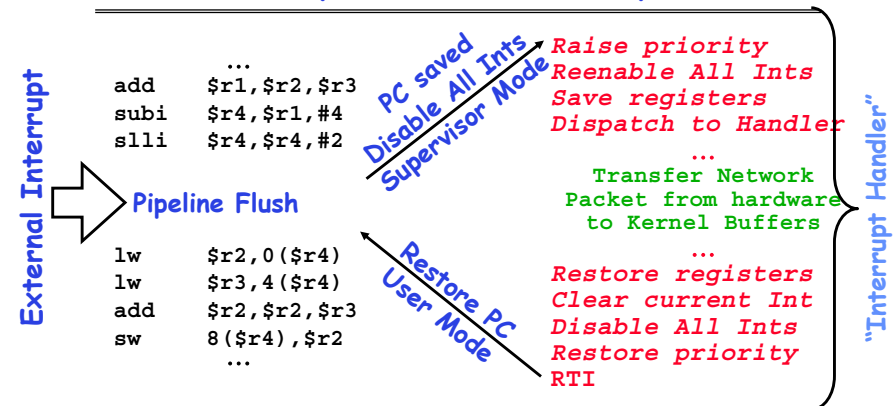 External Interrupt
…
add $r1,$r2,$r3
subi $r4,$r1,#4
slli $r4,$r4,#2
Pipeline Flush
lw $r2,0($r4)
lw $r3,4($r4)
add $r2,$r2,$r3
sw 8($r4),$r2
…
PC saved
Disable All Ints
Supervisor Mode
Restore PC
User Mode
Raise priority
Reenable All Ints
Save registers
Dispatch to Handler
…
Transfer Network
Packet from hardware
to Kernel Buffers
…
Restore registers
Clear current Int
Disable All Ints
Restore priority
RTI
“Interrupt Handler”